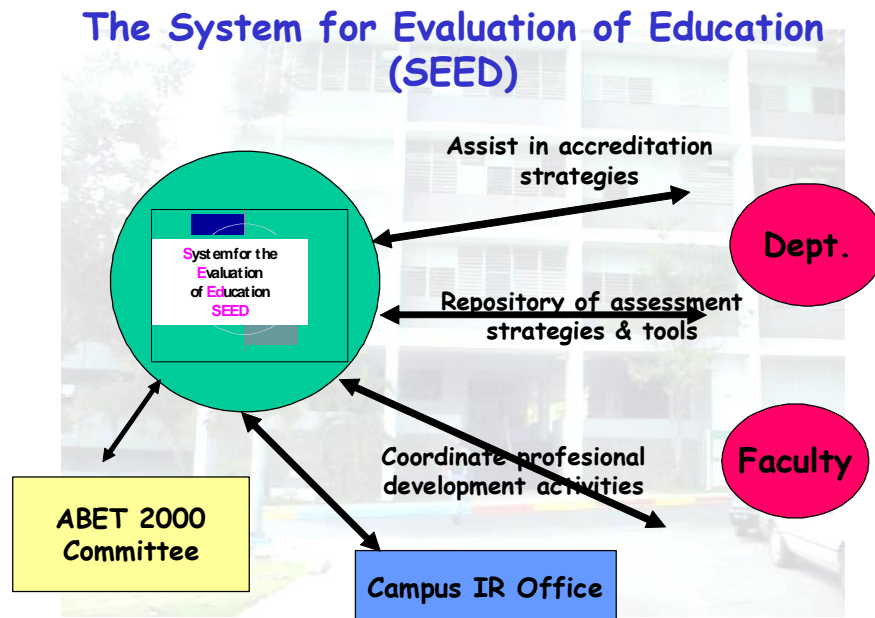 The System for Evaluation of Education
(SEED)
Assist in accreditation
strategies
Dept.
System for the
Evaluation
of Education
SEED
Repository of assessment
strategies & tools
Coordinate profesional
development activities
Faculty
ABET 2000
Committee
Campus IR Office